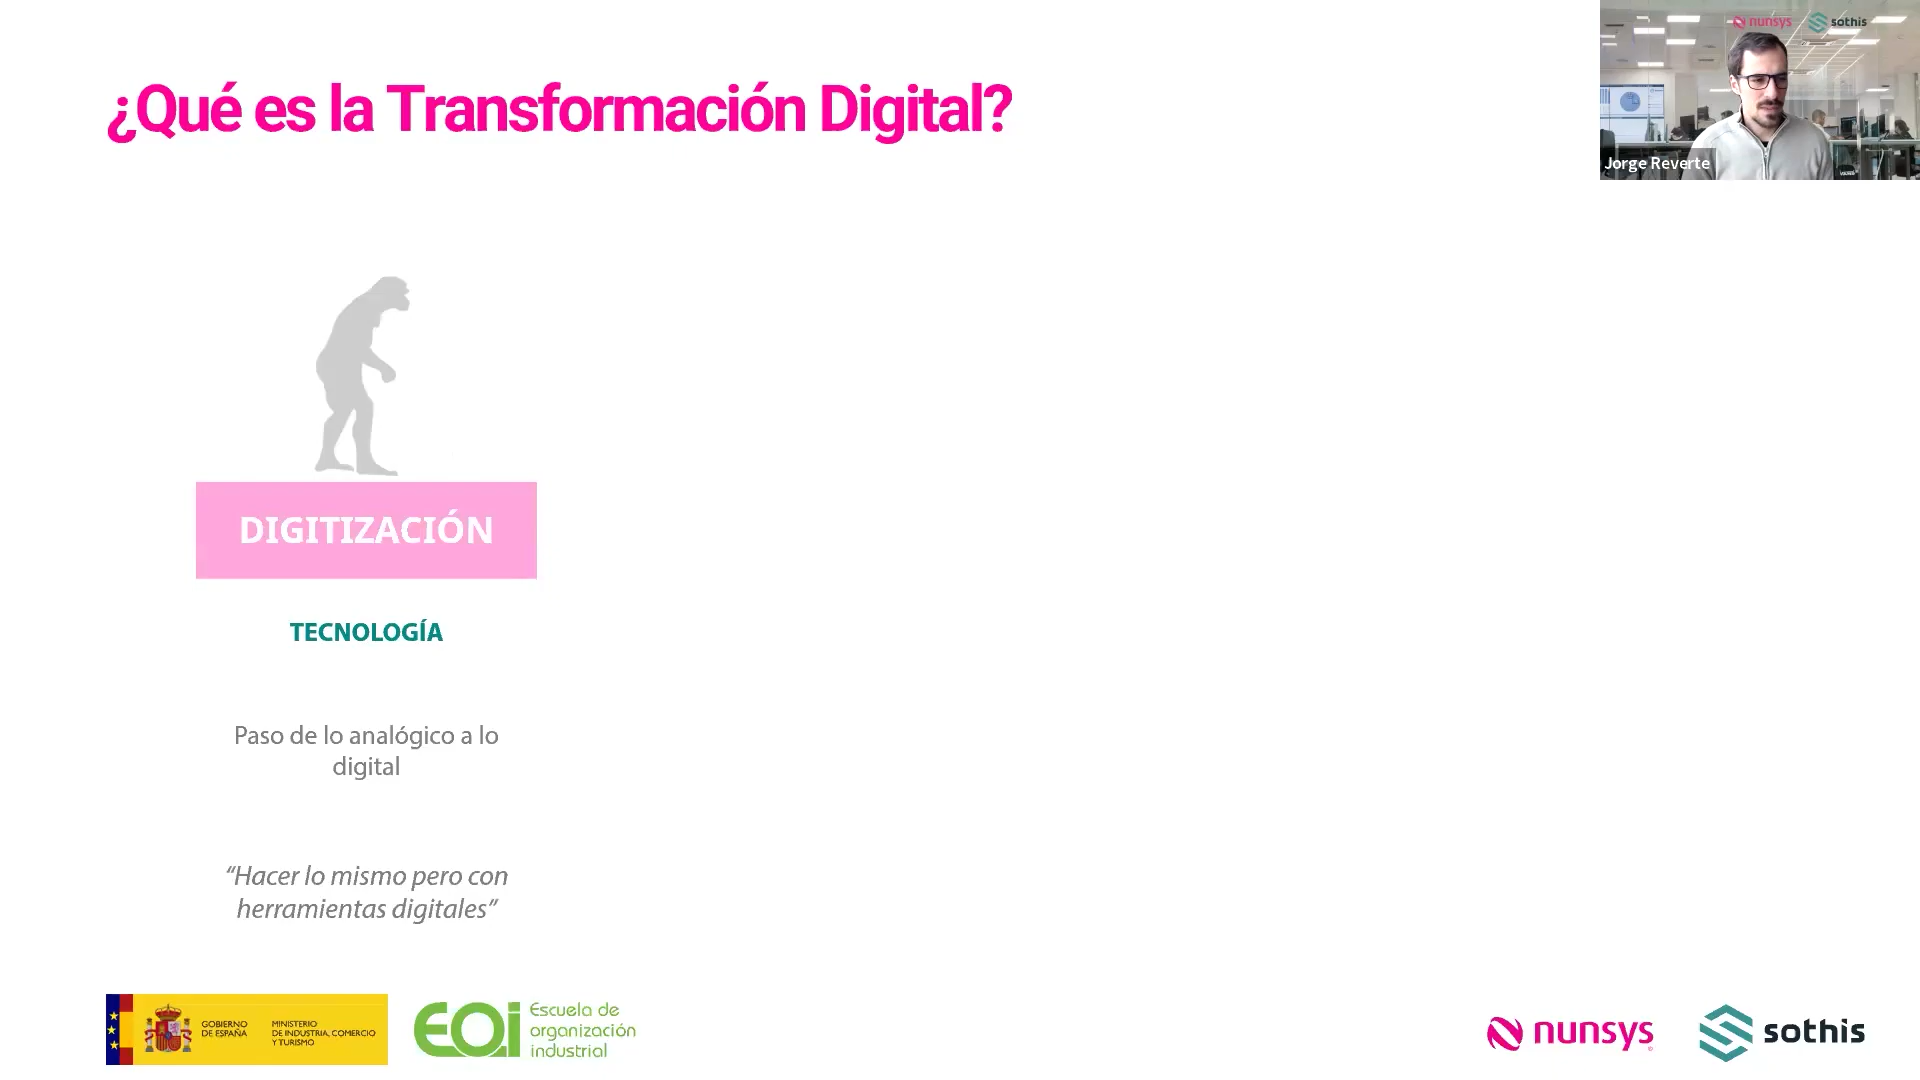 ¿Qué es la Transformación Digital?
nunsys
sothis
Jorge Reverte
DIGITIZACIÓN
TECNOLOGÍA
Paso de lo analógico a lo
digital
“Hacer lo mismo pero con
herramientas digitales”
GOBIERNO
DE ESPAÑA
MINISTERIO
DE INDUSTRIA, COMERCIO
Y TURISMO
EOI
Escuela de
organización
industrial
nunsys
sothis